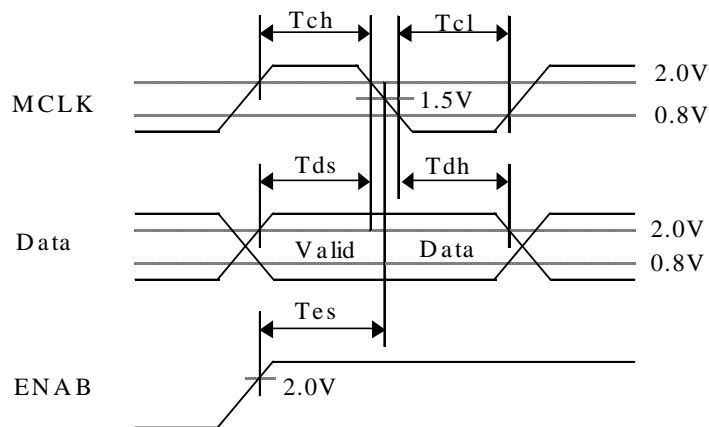 Tch Tcl
2.0V
MCLK 1.5V
0.8V
Tds Tdh
2.0V
Data Valid Data
0.8V
Tes
ENAB 2.0V